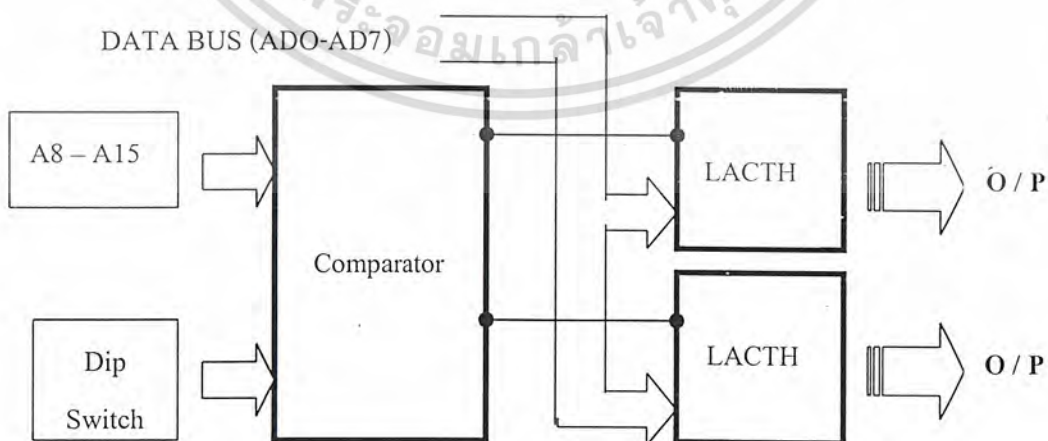 DATA BUS (ADO-AD7)
A8 – A15
Comparator
Dip
Switch
LACTH
O / P
LACTH
O / P